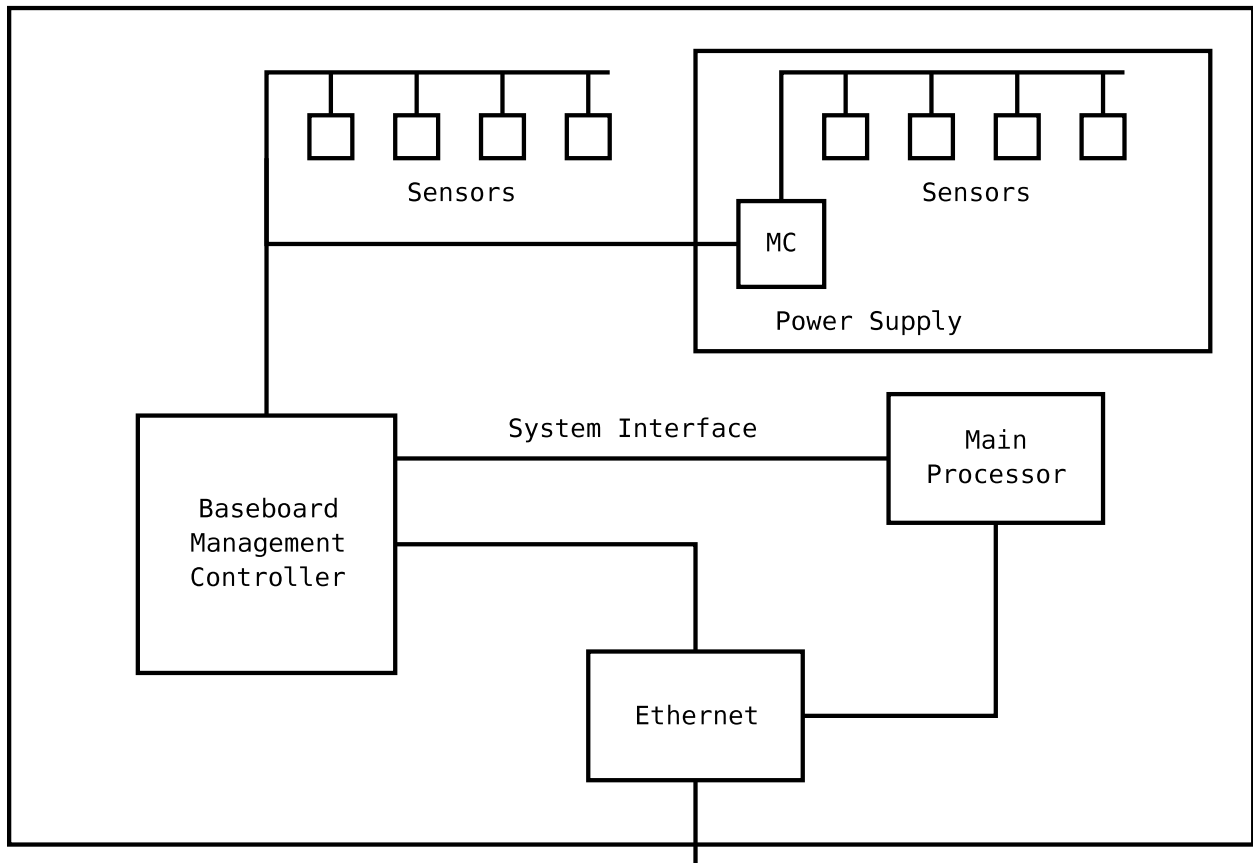 Sensors
Sensors
MC
Power Supply
System Interface
Main
Processor
Baseboard
Management
Controller
Ethernet